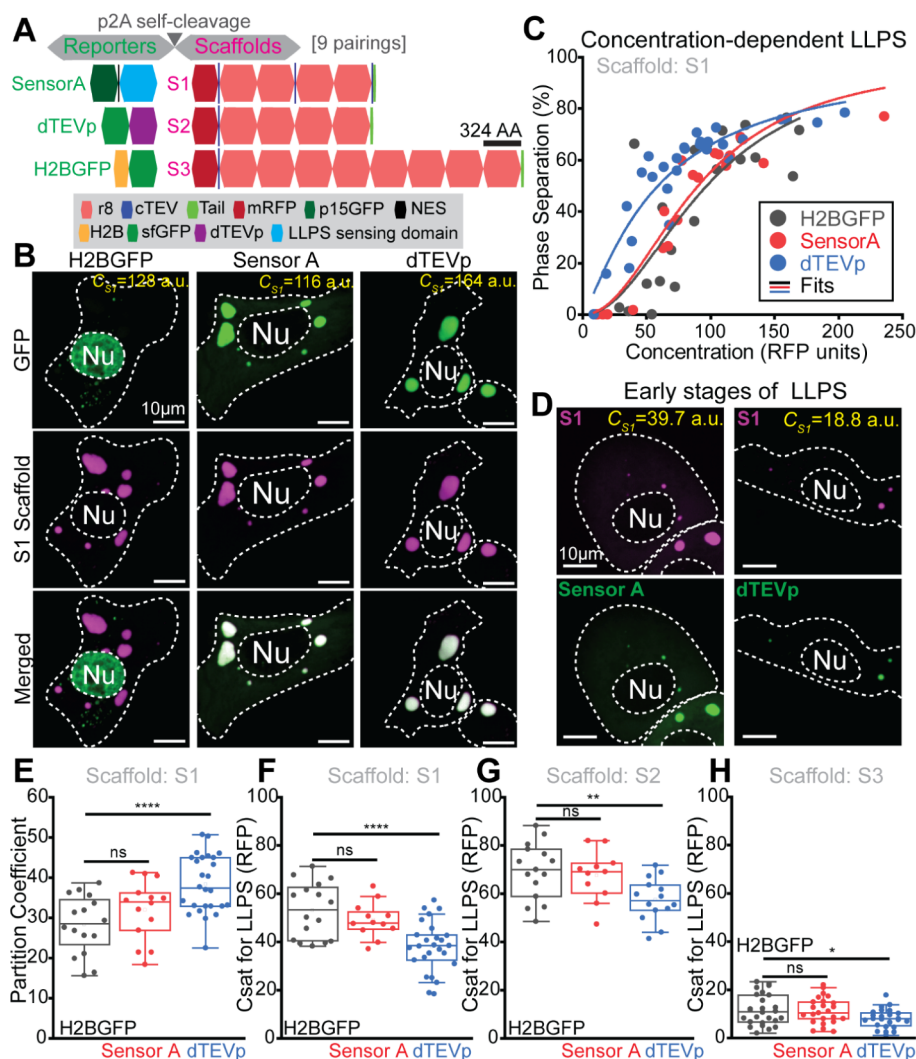 A
p2A self-cleavage
Reporters
Scaffolds
[9 pairings]
SensorA
S1
dTEVp
S2
324 AA
H2BGFP
S3
r8 cTEV Tail mRFP p15GFP NES
H2B sfGFP dTEVp LLPS sensing domain
B
H2BGFP
Sensor A
dTEVp
CS1=128 a.u.
CS1=116 a.u.
CS1=164 a.u.
GFP
Nu
Nu
Nu
10μm
S1 Scaffold
Nu
Nu
Nu
Merged
Nu
Nu
Nu
C
Concentration-dependent LLPS
Scaffold: S1
Phase Separation (%)
100
80
60
40
20
0
H2BGFP
SensorA
dTEVp
Fits
0 50 100 150 200 250
Concentration (RFP units)
D
Early stages of LLPS
S1
CS1=39.7 a.u.
S1
CS1=18.8 a.u.
Nu
Nu
10μm
Sensor A
dTEVp
Nu
Nu
E
Scaffold: S1
Partition Coefficient
60
50
40
30
20
10
0
****
ns
H2BGFP
Sensor A dTEVp
F
Scaffold: S1
Csat for LLPS (RFP)
100
80
60
40
20
0
****
ns
H2BGFP
Sensor A dTEVp
G
Scaffold: S2
Csat for LLPS (RFP)
100
80
60
40
20
0
**
ns
H2BGFP
Sensor A dTEVp
H
Scaffold: S3
Csat for LLPS (RFP)
100
80
60
40
20
0
H2BGFP
*
ns
Sensor A dTEVp